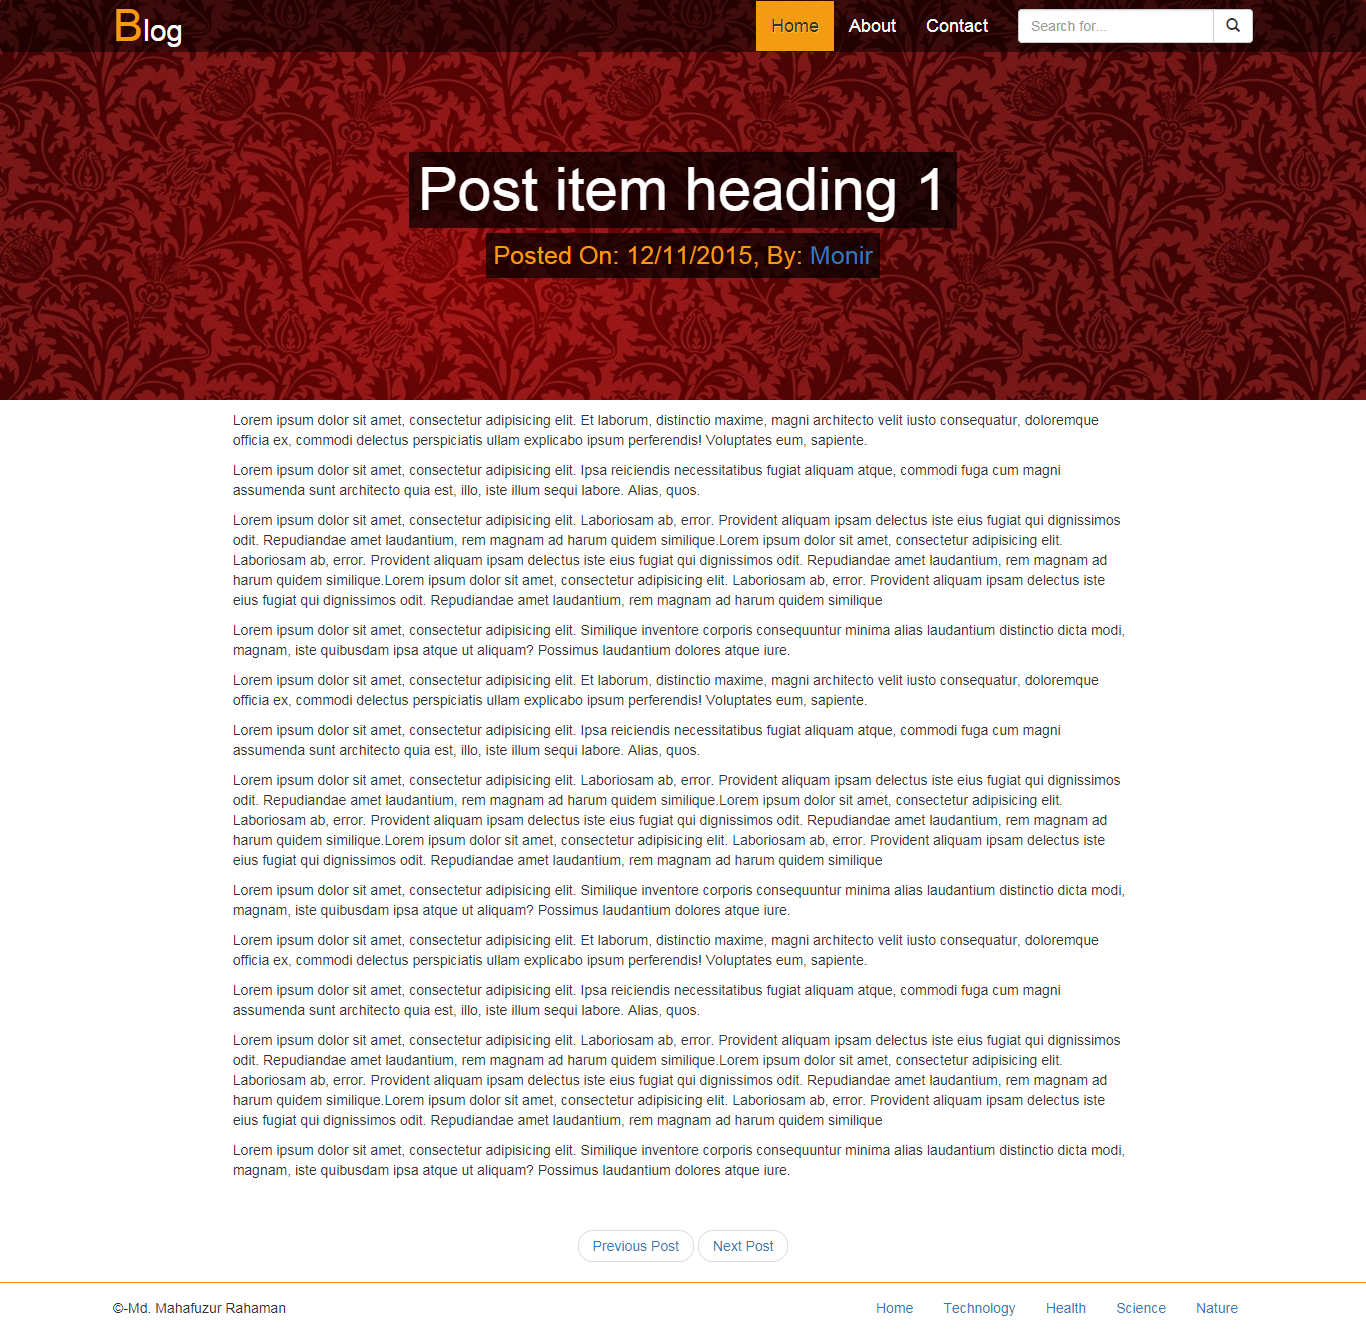 Blog
Home About Contact Search for...
Post item heading 1
Posted On: 12/11/2015, By: Monir
Lorem ipsum dolor sit amet, consectetur adipisicing elit. Et laborum, distinctio maxime, magni architecto velit iusto consequatur, doloremque
officia ex, commodi delectus perspiciatis ullam explicabo ipsum perferendis! Voluptates eum, sapiente.
Lorem ipsum dolor sit amet, consectetur adipisicing elit. Ipsa reiciendis necessitatibus fugiat aliquam atque, commodi fuga cum magni
assumenda sunt architecto quia est, illo, iste illum sequi labore. Alias, quos.
Lorem ipsum dolor sit amet, consectetur adipisicing elit. Laboriosam ab, error. Provident aliquam ipsam delectus iste eius fugiat qui dignissimos
odit. Repudiandae amet laudantium, rem magnam ad harum quidem similique.Lorem ipsum dolor sit amet, consectetur adipisicing elit.
Laboriosam ab, error. Provident aliquam ipsam delectus iste eius fugiat qui dignissimos odit. Repudiandae amet laudantium, rem magnam ad
harum quidem similique.Lorem ipsum dolor sit amet, consectetur adipisicing elit. Laboriosam ab, error. Provident aliquam ipsam delectus iste
eius fugiat qui dignissimos odit. Repudiandae amet laudantium, rem magnam ad harum quidem similique
Lorem ipsum dolor sit amet, consectetur adipisicing elit. Similique inventore corporis consequuntur minima alias laudantium distinctio dicta modi,
magnam, iste quibusdam ipsa atque ut aliquam? Possimus laudantium dolores atque iure.
Lorem ipsum dolor sit amet, consectetur adipisicing elit. Et laborum, distinctio maxime, magni architecto velit iusto consequatur, doloremque
officia ex, commodi delectus perspiciatis ullam explicabo ipsum perferendis! Voluptates eum, sapiente.
Lorem ipsum dolor sit amet, consectetur adipisicing elit. Ipsa reiciendis necessitatibus fugiat aliquam atque, commodi fuga cum magni
assumenda sunt architecto quia est, illo, iste illum sequi labore. Alias, quos.
Lorem ipsum dolor sit amet, consectetur adipisicing elit. Laboriosam ab, error. Provident aliquam ipsam delectus iste eius fugiat qui dignissimos
odit. Repudiandae amet laudantium, rem magnam ad harum quidem similique.Lorem ipsum dolor sit amet, consectetur adipisicing elit.
Laboriosam ab, error. Provident aliquam ipsam delectus iste eius fugiat qui dignissimos odit. Repudiandae amet laudantium, rem magnam ad
harum quidem similique.Lorem ipsum dolor sit amet, consectetur adipisicing elit. Laboriosam ab, error. Provident aliquam ipsam delectus iste
eius fugiat qui dignissimos odit. Repudiandae amet laudantium, rem magnam ad harum quidem similique
Lorem ipsum dolor sit amet, consectetur adipisicing elit. Similique inventore corporis consequuntur minima alias laudantium distinctio dicta modi,
magnam, iste quibusdam ipsa atque ut aliquam? Possimus laudantium dolores atque iure.
Lorem ipsum dolor sit amet, consectetur adipisicing elit. Et laborum, distinctio maxime, magni architecto velit iusto consequatur, doloremque
officia ex, commodi delectus perspiciatis ullam explicabo ipsum perferendis! Voluptates eum, sapiente.
Lorem ipsum dolor sit amet, consectetur adipisicing elit. Ipsa reiciendis necessitatibus fugiat aliquam atque, commodi fuga cum magni
assumenda sunt architecto quia est, illo, iste illum sequi labore. Alias, quos.
Lorem ipsum dolor sit amet, consectetur adipisicing elit. Laboriosam ab, error. Provident aliquam ipsam delectus iste eius fugiat qui dignissimos
odit. Repudiandae amet laudantium, rem magnam ad harum quidem similique.Lorem ipsum dolor sit amet, consectetur adipisicing elit.
Laboriosam ab, error. Provident aliquam ipsam delectus iste eius fugiat qui dignissimos odit. Repudiandae amet laudantium, rem magnam ad
harum quidem similique.Lorem ipsum dolor sit amet, consectetur adipisicing elit. Laboriosam ab, error. Provident aliquam ipsam delectus iste
eius fugiat qui dignissimos odit. Repudiandae amet laudantium, rem magnam ad harum quidem similique
Lorem ipsum dolor sit amet, consectetur adipisicing elit. Similique inventore corporis consequuntur minima alias laudantium distinctio dicta modi,
magnam, iste quibusdam ipsa atque ut aliquam? Possimus laudantium dolores atque iure.
Previous Post Next Post
©-Md. Mahafuzur Rahaman Home Technology Health Science Nature